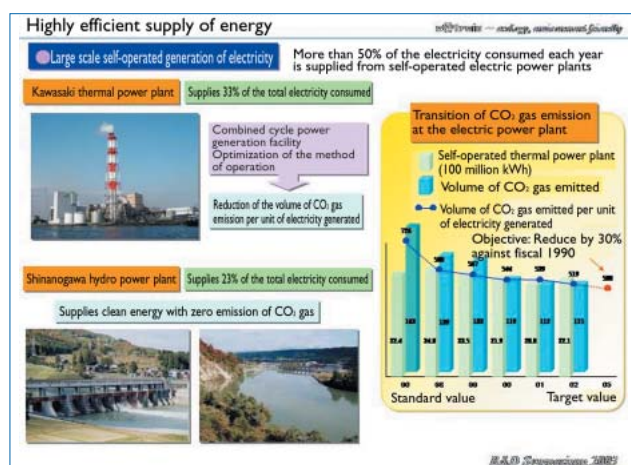 Highly efficient supply of energy
Large scale self-operated generation of electricity
More than 50% of the electricity consumed each year
is supplied from self-operated electric power plants
Kawasaki thermal power plant
Supplies 33% of the total electricity consumed
Combined cycle power
generation facility
Optimization of the method
of operation
Reduction of the volume of CO₂ gas
emission per unit of electricity generated
Shinanogawa hydro power plant
Supplies 23% of the total electricity consumed
Supplies clean energy with zero emission of CO₂ gas
Transition of CO₂ gas emission
at the electric power plant
Self-operated thermal power plant
(100 million kWh)
Volume of CO₂ gas emitted
Volume of CO₂ gas emitted per unit
of electricity generated
Objective: Reduce by 30%
against fiscal 1990
01 02 05
Standard value
Target value
R&D Symposium 2003